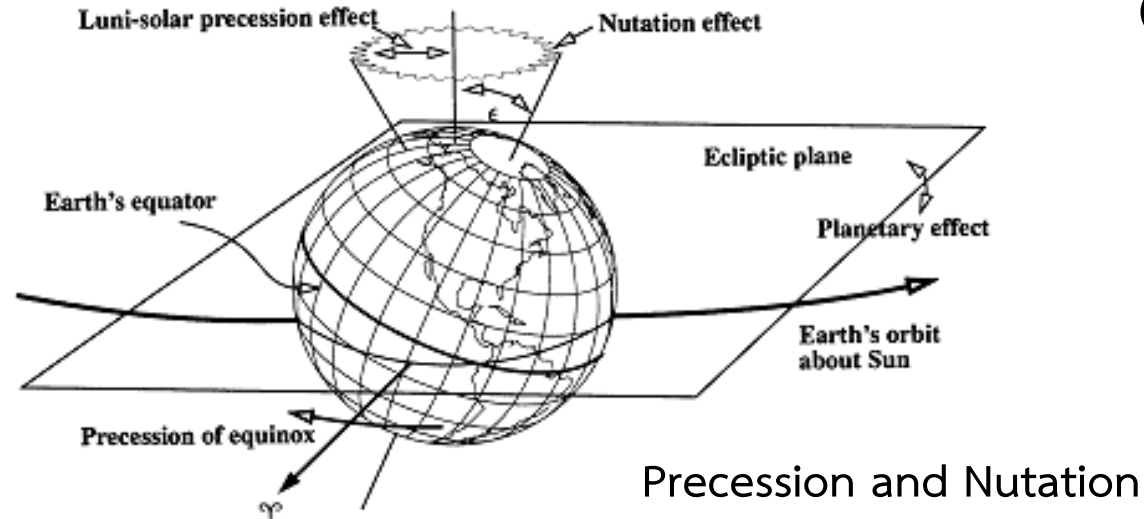 Luni-solar precession effect
Nutation effect
ε
Ecliptic plane
Earth's equator
Planetary effect
Earth's orbit
about Sun
Precession of equinox
♈
Precession and Nutation